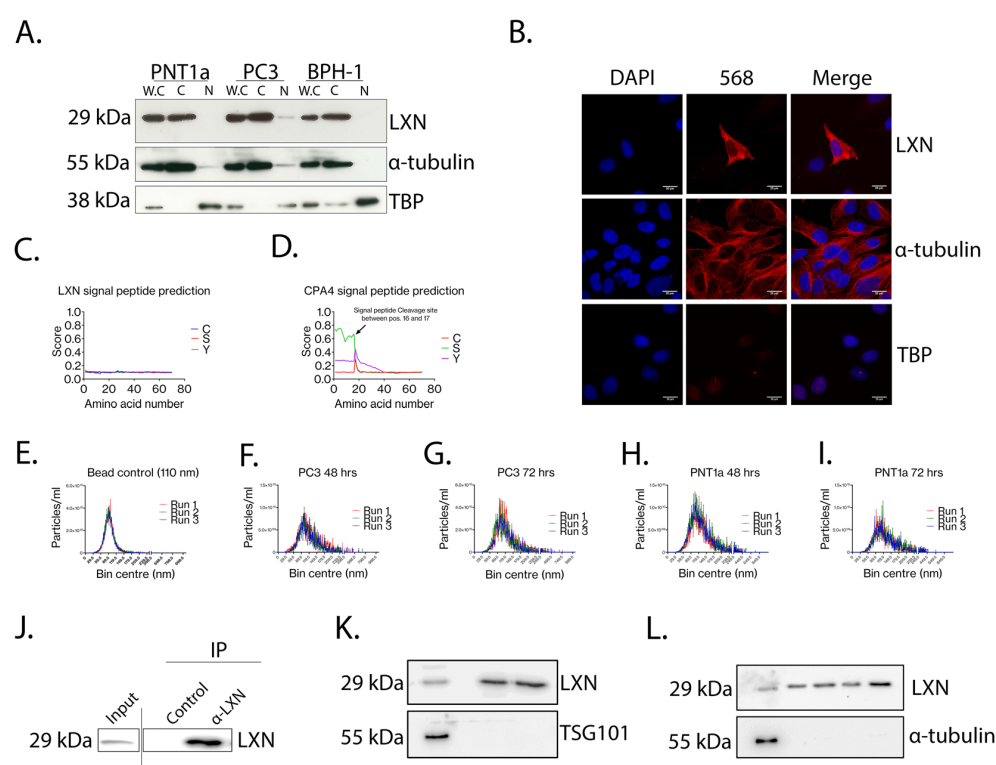 A.
PNT1a PC3 BPH-1
W.C C N W.C C N W.C C N
29 kDa LXN
55 kDa α-tubulin
38 kDa TBP
B.
DAPI 568 Merge
LXN
α-tubulin
TBP
C.
LXN signal peptide prediction
Score
1.0
0.8
0.6
0.4
0.2
0.0
0 20 40 60 80
Amino acid number
C
S
Y
D.
CPA4 signal peptide prediction
Signal peptide Cleavage site
between pos. 16 and 17
Score
1.0
0.8
0.6
0.4
0.2
0.0
0 20 40 60 80
Amino acid number
C
S
Y
E.
Bead control (110 nm)
Particles/ml
Run 1
Run 2
Run 3
Bin centre (nm)
F.
PC3 48 hrs
Run 1
Run 2
Run 3
Bin centre (nm)
G.
PC3 72 hrs
Particles/ml
Run 1
Run 2
Run 3
Bin centre (nm)
H.
PNT1a 48 hrs
Particles/ml
Run 1
Run 2
Run 3
Bin centre (nm)
I.
PNT1a 72 hrs
Particles/ml
Run 1
Run 2
Run 3
Bin centre (nm)
J.
IP
Input Control α-LXN
29 kDa LXN
K.
29 kDa LXN
55 kDa TSG101
L.
29 kDa LXN
55 kDa α-tubulin